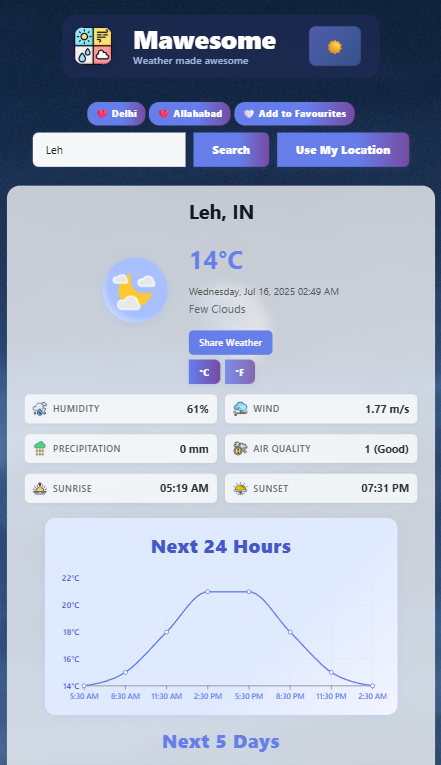 Mawesome
Weather made awesome
Delhi
Allahabad
Add to Favourites
Leh
Search
Use My Location
Leh, IN
14°C
Wednesday, Jul 16, 2025 02:49 AM
Few Clouds
Share Weather
°C
°F
HUMIDITY 61%
WIND 1.77 m/s
PRECIPITATION 0 mm
AIR QUALITY 1 (Good)
SUNRISE 05:19 AM
SUNSET 07:31 PM
Next 24 Hours
22°C
20°C
18°C
16°C
14°C
5:30 AM 8:30 AM 11:30 AM 2:30 PM 5:30 PM 8:30 PM 11:30 PM 2:30 AM
Next 5 Days